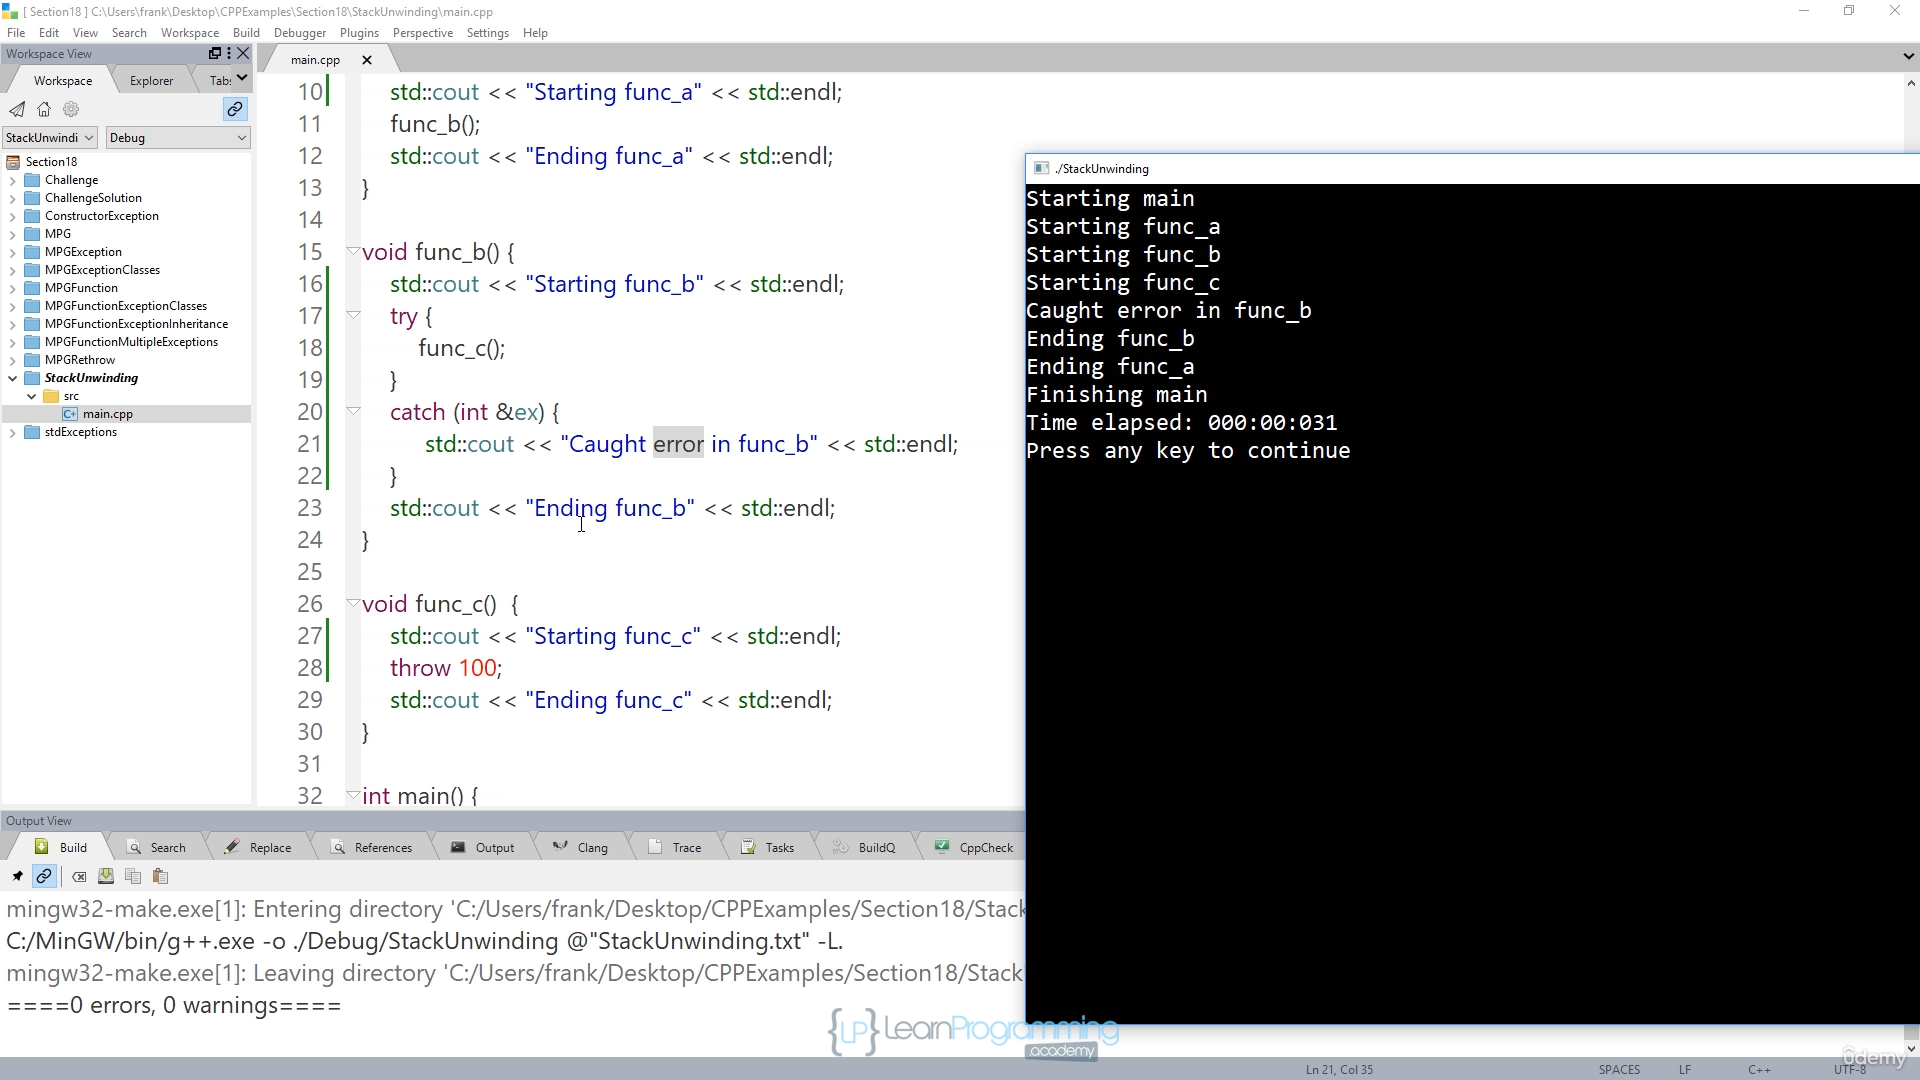 [ Section18 ] C:\Users\frank\Desktop\CPPExamples\Section18\StackUnwinding\main.cpp
File Edit View Search Workspace Build Debugger Plugins Perspective Settings Help
Workspace View
Workspace Explorer Tabs
StackUnwindi Debug
Section18
Challenge
ChallengeSolution
ConstructorException
MPG
MPGException
MPGExceptionClasses
MPGFunction
MPGFunctionExceptionClasses
MPGFunctionExceptionInheritance
MPGFunctionMultipleExceptions
MPGRethrow
StackUnwinding
src
main.cpp
stdExceptions
main.cpp
10 std::cout << "Starting func_a" << std::endl;
11 func_b();
12 std::cout << "Ending func_a" << std::endl;
13 }
14
15 void func_b() {
16 std::cout << "Starting func_b" << std::endl;
17 try {
18 func_c();
19 }
20 catch (int &ex) {
21 std::cout << "Caught error in func_b" << std::endl;
22 }
23 std::cout << "Ending func_b" << std::endl;
24 }
25
26 void func_c() {
27 std::cout << "Starting func_c" << std::endl;
28 throw 100;
29 std::cout << "Ending func_c" << std::endl;
30 }
31
32 int main() {
./StackUnwinding
Starting main
Starting func_a
Starting func_b
Starting func_c
Caught error in func_b
Ending func_b
Ending func_a
Finishing main
Time elapsed: 000:00:031
Press any key to continue
Output View
Build Search Replace References Output Clang Trace Tasks BuildQ CppCheck
mingw32-make.exe[1]: Entering directory 'C:/Users/frank/Desktop/CPPExamples/Section18/Stack
C:/MinGW/bin/g++.exe -o ./Debug/StackUnwinding @"StackUnwinding.txt" -L.
mingw32-make.exe[1]: Leaving directory 'C:/Users/frank/Desktop/CPPExamples/Section18/Stack
====0 errors, 0 warnings====
{LP} LearnProgramming
.academy
ûdemy
Ln 21, Col 35 SPACES LF C++ UTF-8